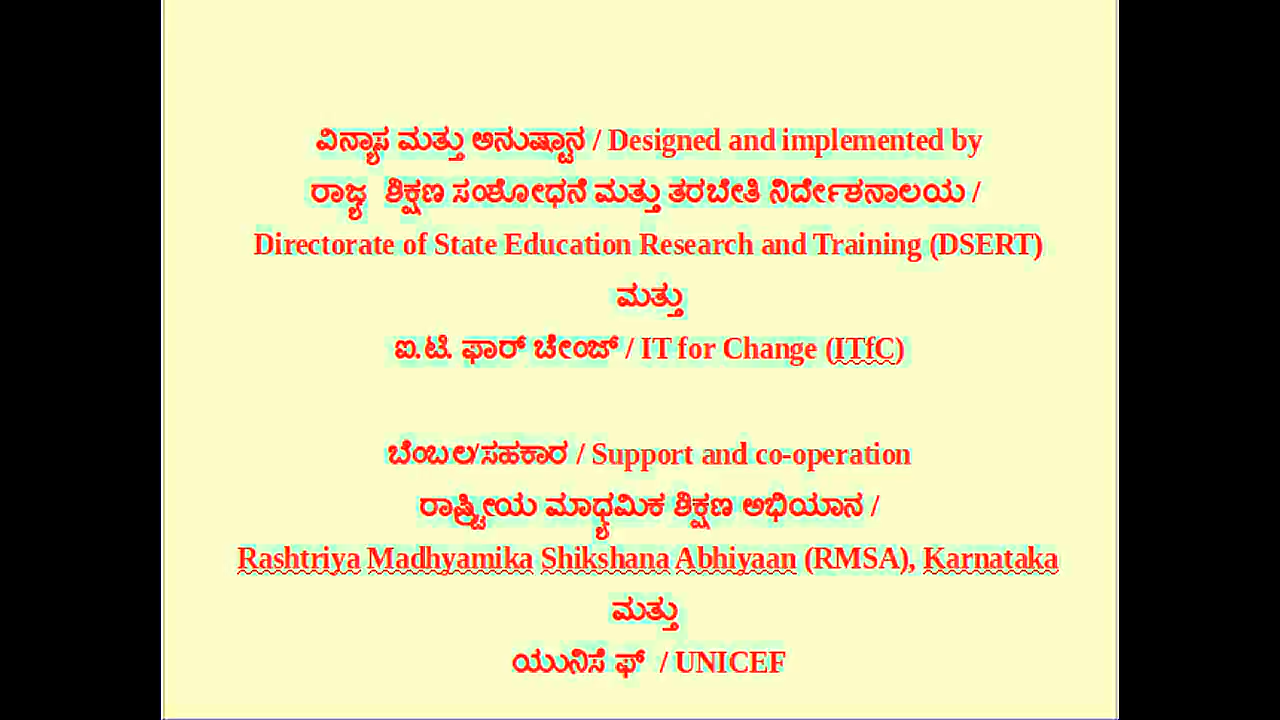 ವಿನ್ಯಾಸ ಮತ್ತು ಅನುಷ್ಠಾನ / Designed and implemented by
ರಾಜ್ಯ ಶಿಕ್ಷಣ ಸಂಶೋಧನೆ ಮತ್ತು ತರಬೇತಿ ನಿರ್ದೇಶನಾಲಯ /
Directorate of State Education Research and Training (DSERT)
ಮತ್ತು
ಐ.ಟಿ. ಫಾರ್ ಚೇಂಜ್ / IT for Change (ITfC)
ಬೆಂಬಲ/ಸಹಕಾರ / Support and co-operation
ರಾಷ್ಟ್ರೀಯ ಮಾಧ್ಯಮಿಕ ಶಿಕ್ಷಣ ಅಭಿಯಾನ /
Rashtriya Madhyamika Shikshana Abhiyaan (RMSA), Karnataka
ಮತ್ತು
ಯುನಿಸೆಫ್ / UNICEF